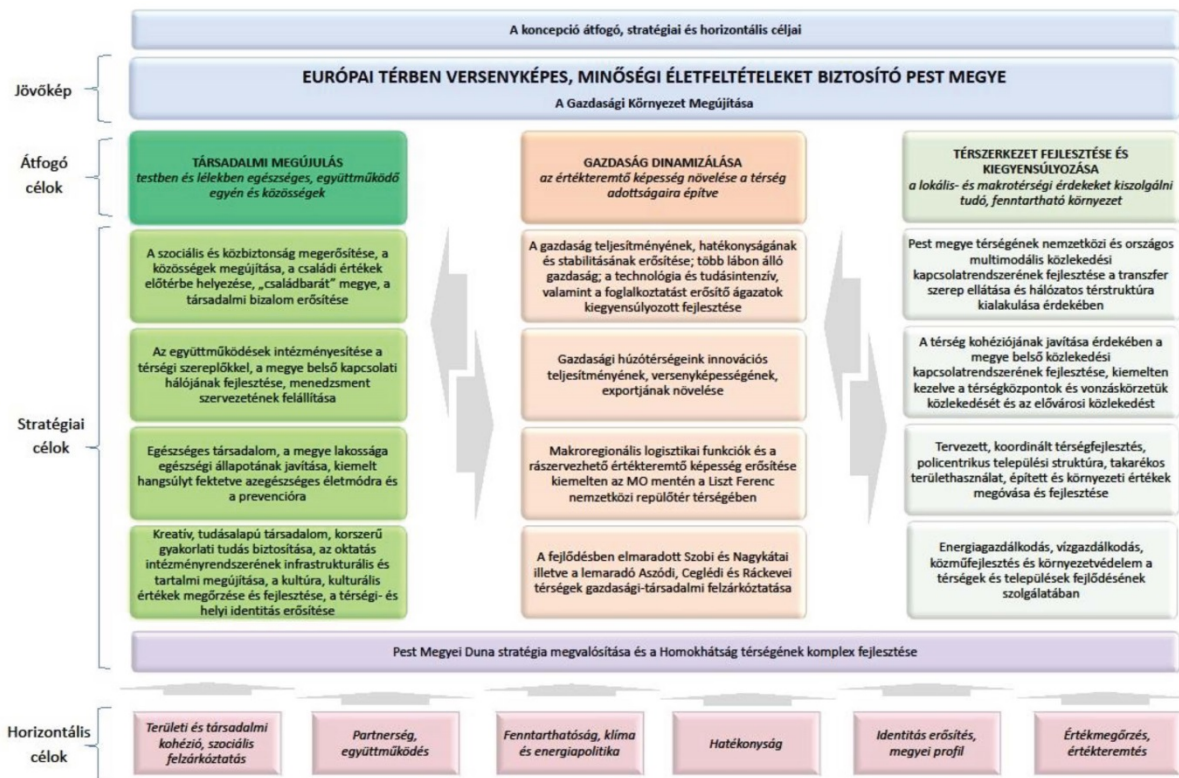 A koncepció átfogó, stratégiai és horizontális céljai
Jövőkép
EURÓPAI TÉRBEN VERSENYKÉPES, MINŐSÉGI ÉLETFELTÉTELEKET BIZTOSÍTÓ PEST MEGYE
A Gazdasági Környezet Megújítása
Átfogó
célok
TÁRSADALMI MEGÚJULÁS
testben és lélekben egészséges, együttműködő
egyén és közösségek
GAZDASÁG DINAMIZÁLÁSA
az értékteremtő képesség növelése a térség
adottságaira építve
TÉRSZERKEZET FEJLESZTÉSE ÉS
KIEGYENSÚLYOZÁSA
a lokális- és makrotérségi érdekeket kiszolgálni
tudó, fenntartható környezet
Stratégiai
célok
A szociális és közbiztonság megerősítése, a
közösségek megújítása, a családi értékek
előtérbe helyezése, „családbarát” megye, a
társadalmi bizalom erősítése
A gazdaság teljesítményének, hatékonyságának
és stabilitásának erősítése; több lábon álló
gazdaság; a technológia és tudásintenzív,
valamint a foglalkoztatást erősítő ágazatok
kiegyensúlyozott fejlesztése
Pest megye térségének nemzetközi és országos
multimodális közlekedési
kapcsolatrendszerének fejlesztése a transzfer
szerep ellátása és hálózatos térstruktúra
kialakulása érdekében
Az együttműködések intézményesítése a
térségi szereplőkkel, a megye belső kapcsolati
hálójának fejlesztése, menedzsment
szervezetének felállítása
Gazdasági húzótérségeink innovációs
teljesítményének, versenyképességének,
exportjának növelése
A térség kohéziójának javítása érdekében a
megye belső közlekedési
kapcsolatrendszerének fejlesztése, kiemelten
kezelve a térségközpontok és vonzáskörzetük
közlekedését és az elővárosi közlekedést
Egészséges társadalom, a megye lakossága
egészségi állapotának javítása, kiemelt
hangsúlyt fektetve azegészséges életmódra és
a prevencióra
Makroregionális logisztikai funkciók és a
rászervezhető értékteremtő képesség erősítése
kiemelten az MO mentén a Liszt Ferenc
nemzetközi repülőtér térségében
Tervezett, koordinált térségfejlesztés,
policentrikus települési struktúra, takarékos
területhasználat, épített és környezeti értékek
megóvása és fejlesztése
Kreatív, tudásalapú társadalom, korszerű
gyakorlati tudás biztosítása, az oktatás
intézményrendszerének infrastrukturális és
tartalmi megújítása, a kultúra, kulturális
értékek megőrzése és fejlesztése, a térségi- és
helyi identitás erősítése
A fejlődésben elmaradott Szobi és Nagykátai
illetve a lemaradó Aszódi, Ceglédi és Ráckevei
térségek gazdasági-társadalmi felzárkóztatása
Energiagazdálkodás, vízgazdálkodás,
közműfejlesztés és környezetvédelem a
térségek és települések fejlődésének
szolgálatában
Pest Megyei Duna stratégia megvalósítása és a Homokhátság térségének komplex fejlesztése
Horizontális
célok
Területi és társadalmi
kohézió, szociális
felzárkóztatás
Partnerség,
együttműködés
Fenntarthatóság, klíma
és energiapolitika
Hatékonyság
Identitás erősítés,
megyei profil
Értékmegőrzés,
értékteremtés